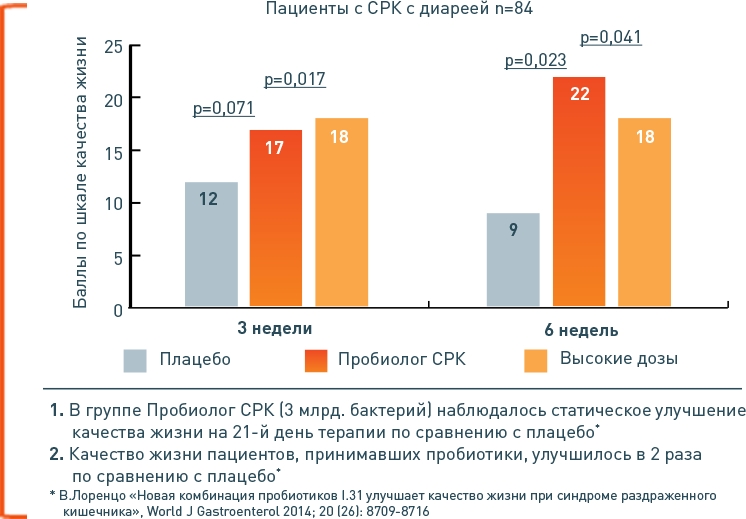 Пациенты с СРК с диареей n=84
Баллы по шкале качества жизни
25
20
15
10
5
0
p=0,071
p=0,017
p=0,023
p=0,041
12
17
18
9
22
18
3 недели
6 недель
Плацебо
Пробиолог СРК
Высокие дозы
1. В группе Пробиолог СРК (3 млрд. бактерий) наблюдалось статическое улучшение
качества жизни на 21-й день терапии по сравнению с плацебо*
2. Качество жизни пациентов, принимавших пробиотики, улучшилось в 2 раза
по сравнению с плацебо*
* В.Лоренцо «Новая комбинация пробиотиков I.31 улучшает качество жизни при синдроме раздраженного
кишечника», World J Gastroenterol 2014; 20 (26): 8709-8716